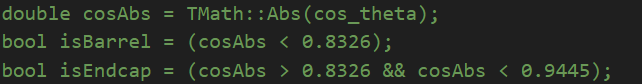 double cosAbs = TMath::Abs(cos_theta);
bool isBarrel = (cosAbs < 0.8326);
bool isEndcap = (cosAbs > 0.8326 && cosAbs < 0.9445);